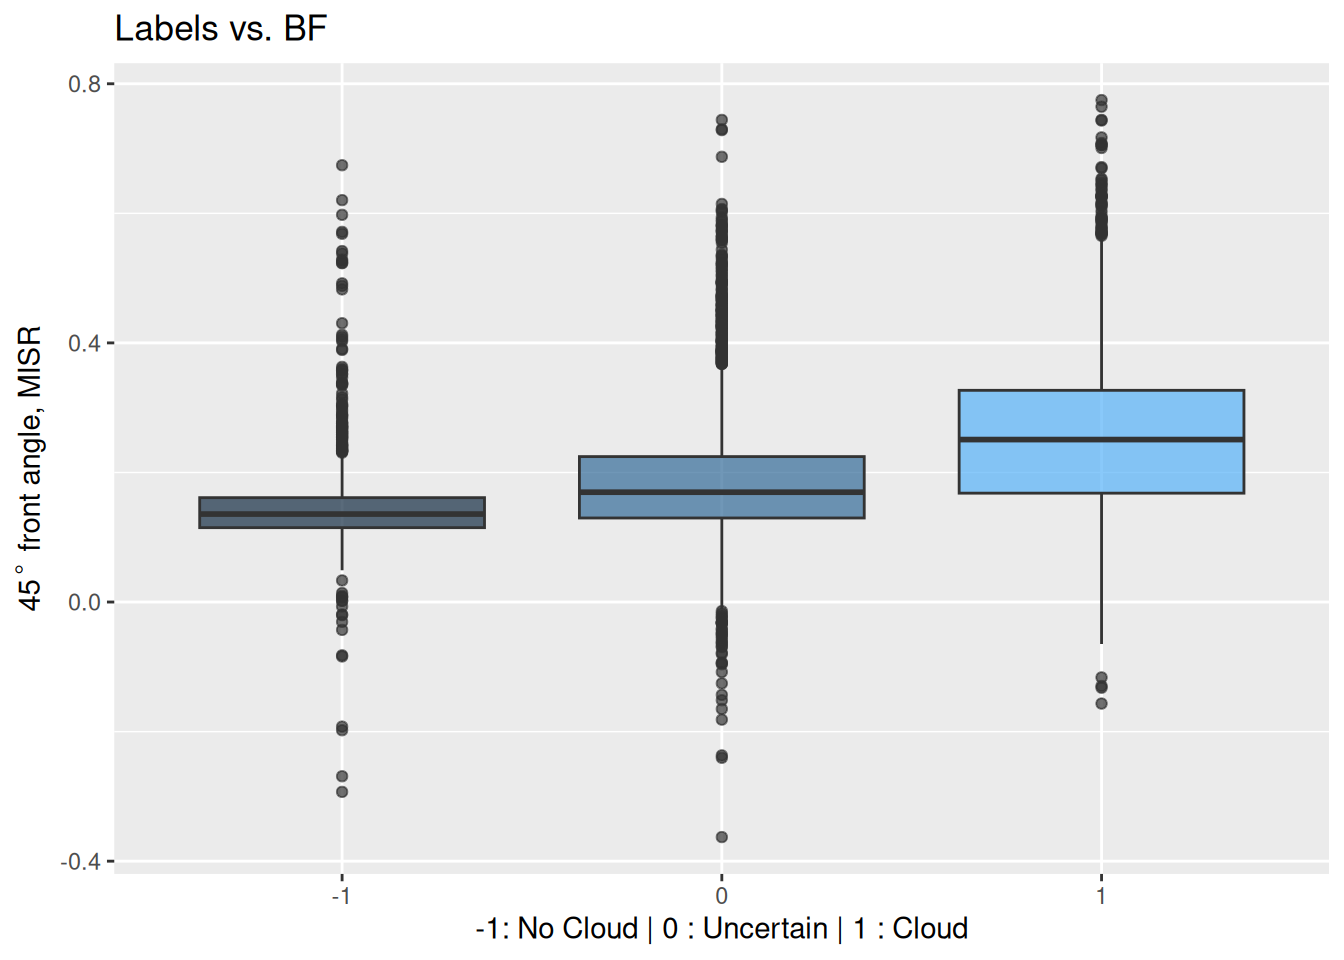 Labels vs. BF
45° front angle, MISR
0.8
0.4
0.0
-0.4
-1
0
1
-1: No Cloud | 0 : Uncertain | 1 : Cloud